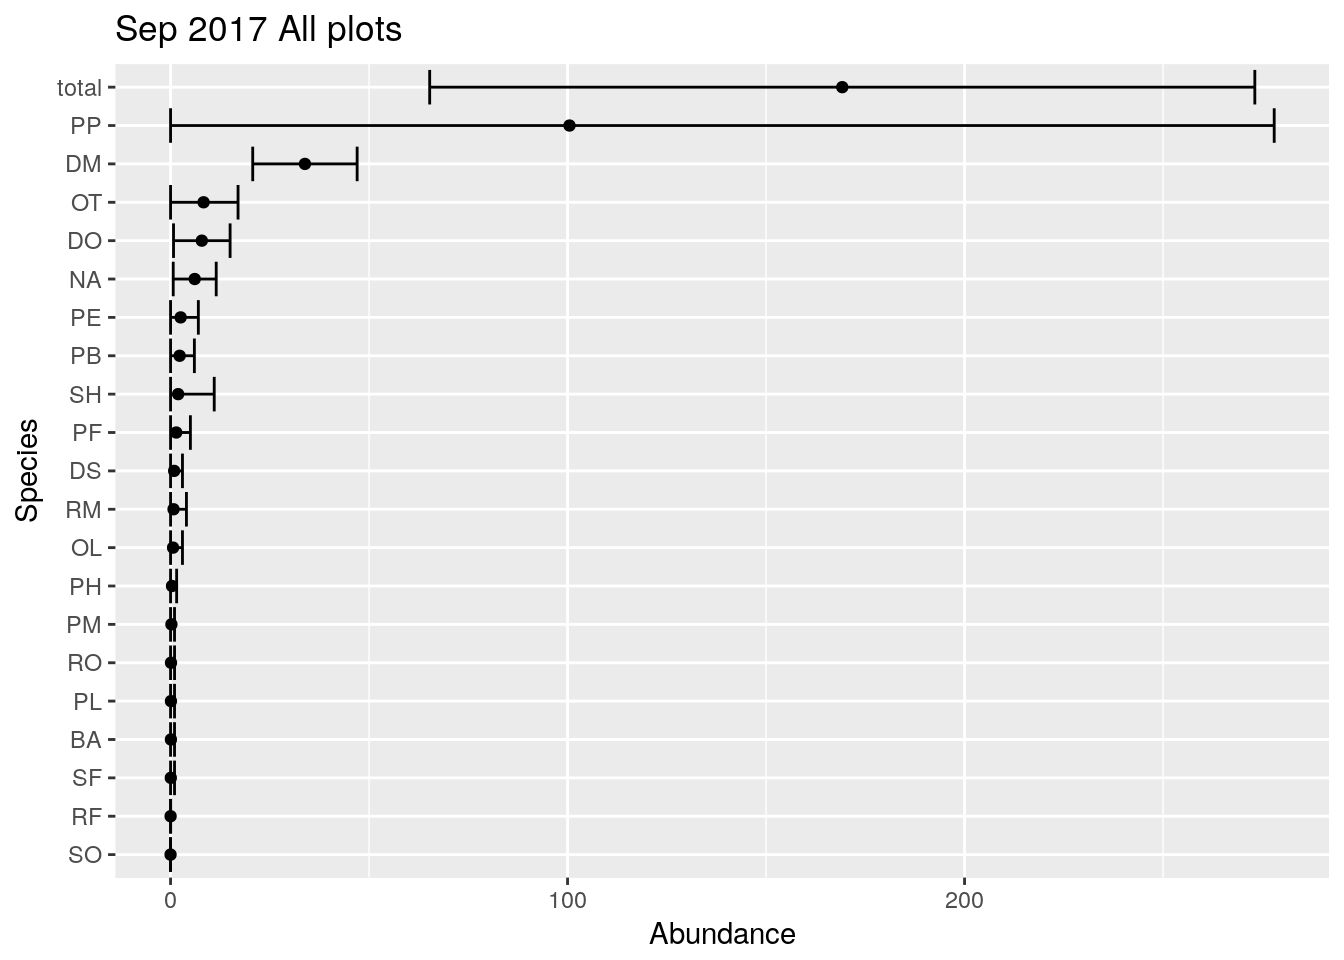 Sep 2017 All plots
Species
total
PP
DM
OT
DO
NA
PE
PB
SH
PF
DS
RM
OL
PH
PM
RO
PL
BA
SF
RF
SO
0 100 200
Abundance